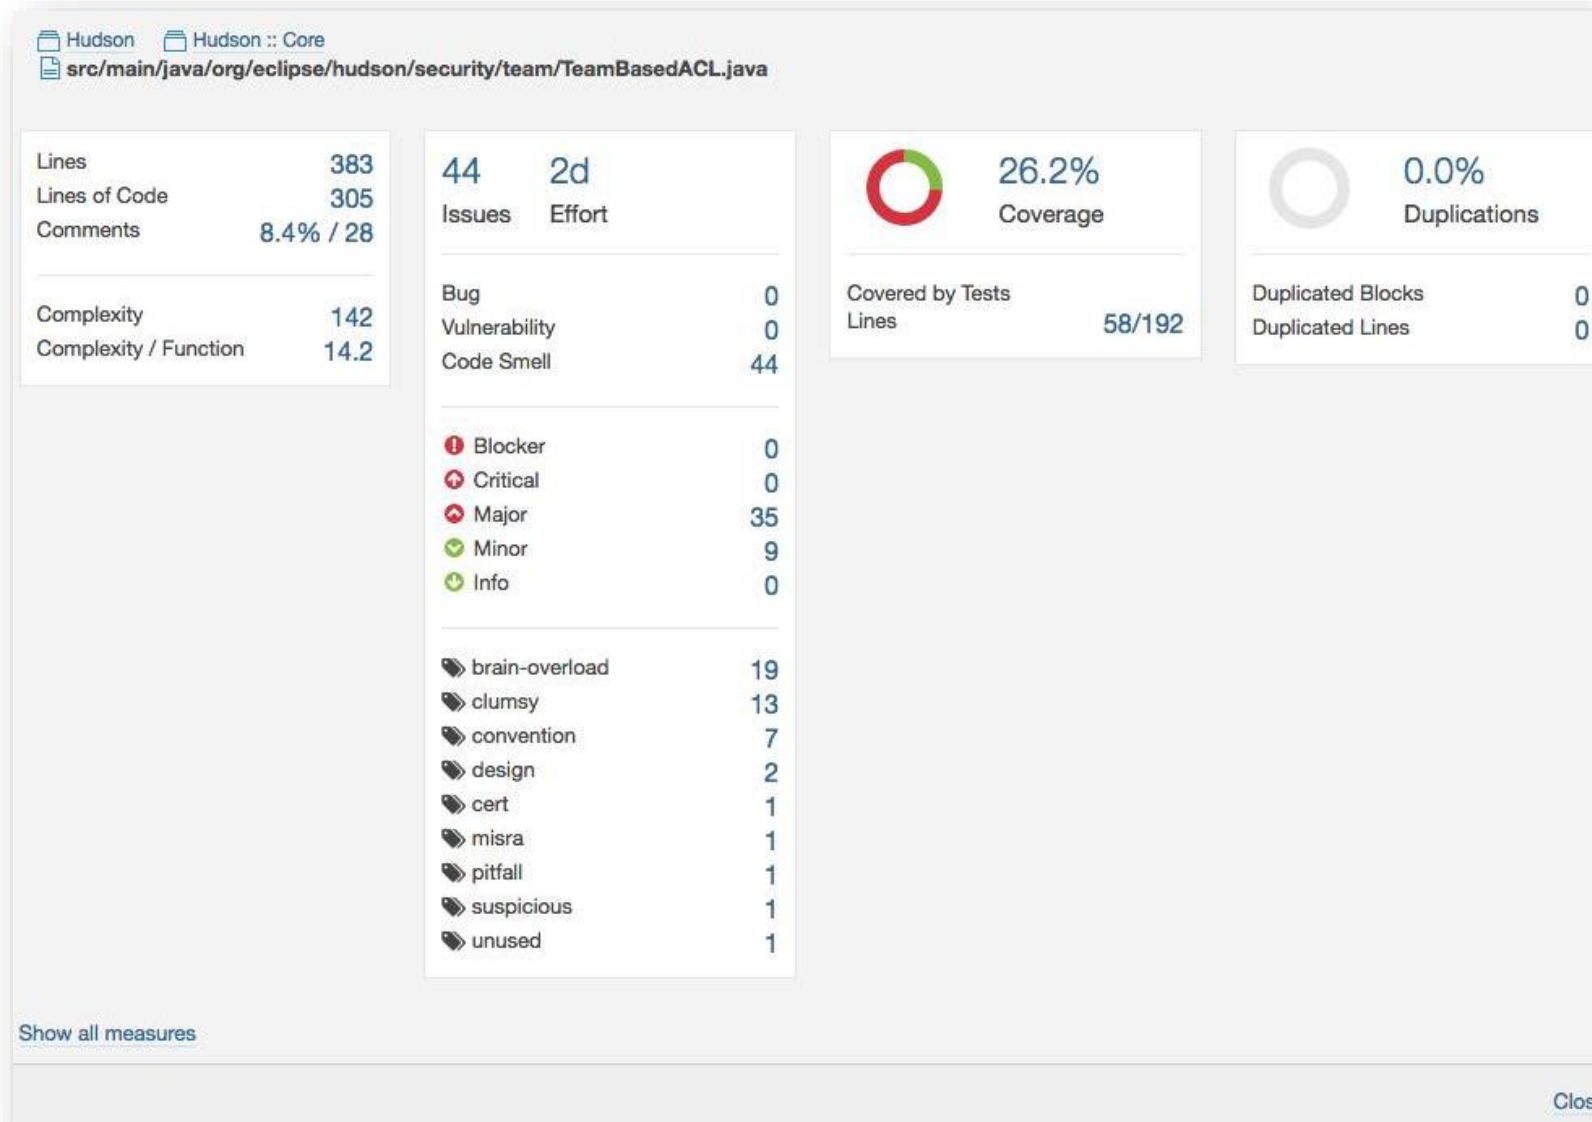 Hudson Hudson :: Core
src/main/java/org/eclipse/hudson/security/team/TeamBasedACL.java
Lines 383
Lines of Code 305
Comments 8.4% / 28
Complexity 142
Complexity / Function 14.2
44 2d
Issues Effort
Bug 0
Vulnerability 0
Code Smell 44
Blocker 0
Critical 0
Major 35
Minor 9
Info 0
brain-overload 19
clumsy 13
convention 7
design 2
cert 1
misra 1
pitfall 1
suspicious 1
unused 1
26.2%
Coverage
Covered by Tests
Lines 58/192
0.0%
Duplications
Duplicated Blocks 0
Duplicated Lines 0
Show all measures
Clos